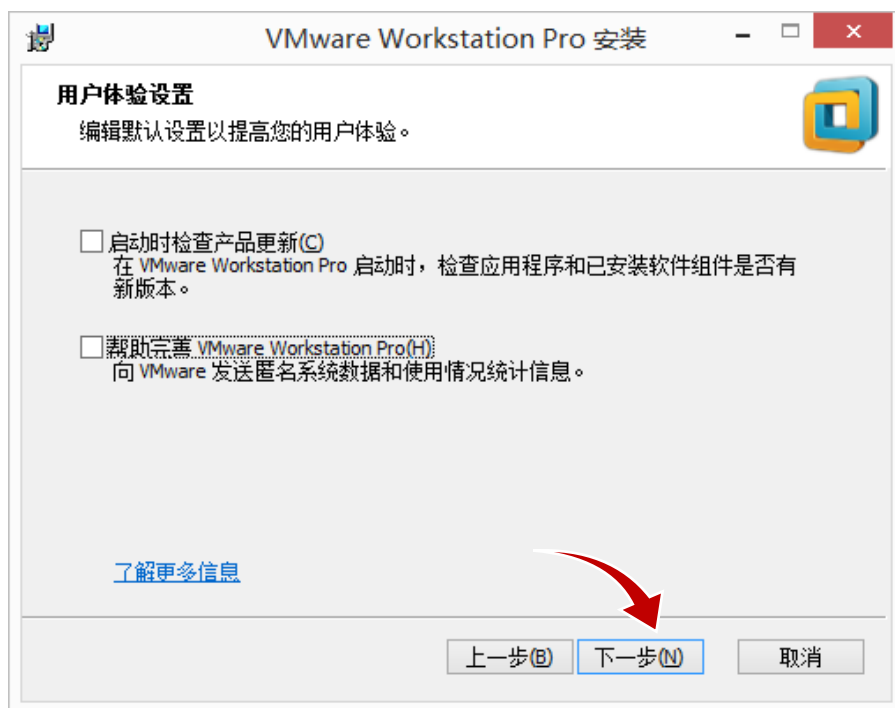 VMware Workstation Pro 安装
用户体验设置
编辑默认设置以提高您的用户体验。
启动时检查产品更新(C)
在 VMware Workstation Pro 启动时，检查应用程序和已安装软件组件是否有
新版本。
帮助完善 VMware Workstation Pro(H)
向 VMware 发送匿名系统数据和使用情况统计信息。
了解更多信息
上一步(B) 下一步(N) 取消